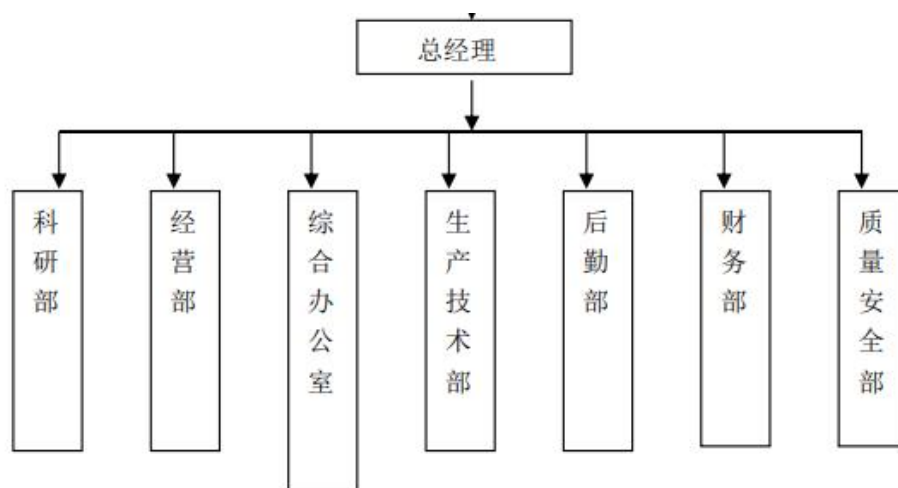 总经理
科研部
经营部
综合办公室
生产技术部
后勤部
财务部
质量安全部